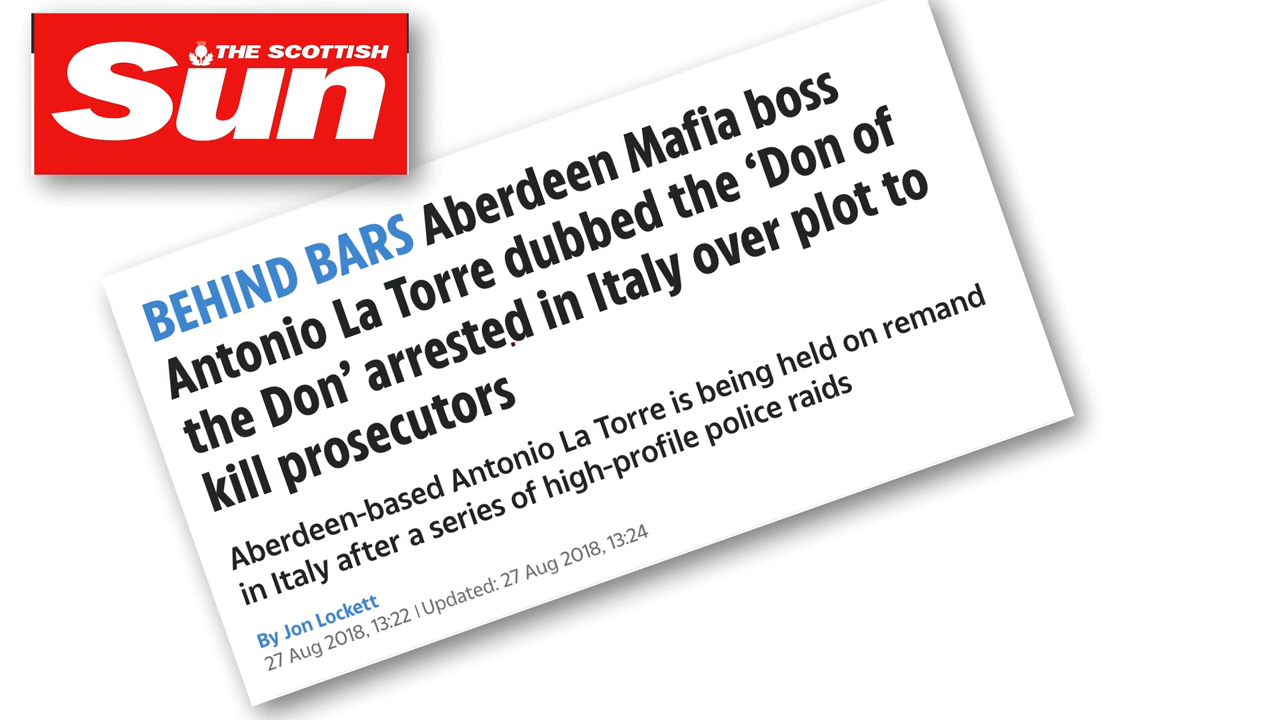 THE SCOTTISH
Sun
BEHIND BARS Aberdeen Mafia boss
Antonio La Torre dubbed the ‘Don of
the Don’ arrested in Italy over plot to
kill prosecutors
Aberdeen-based Antonio La Torre is being held on remand
in Italy after a series of high-profile police raids
By Jon Lockett
27 Aug 2018, 13:22 | Updated: 27 Aug 2018, 13:24